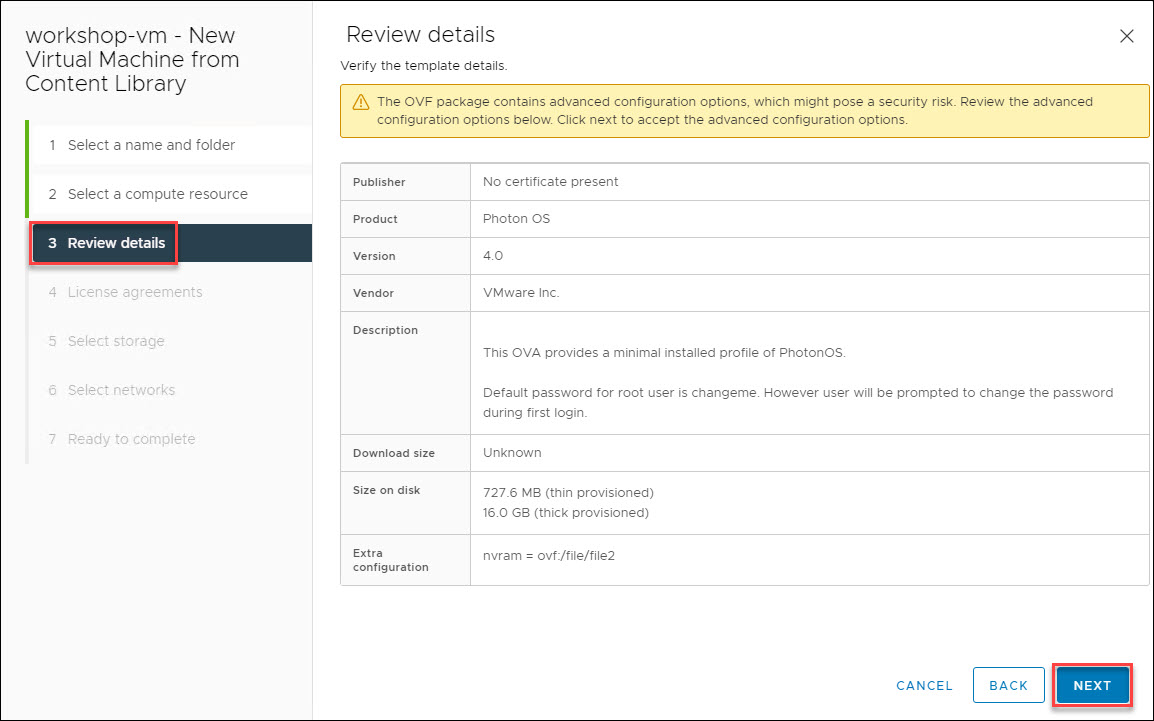 workshop-vm - New
Virtual Machine from
Content Library
1 Select a name and folder
2 Select a compute resource
3 Review details
4 License agreements
5 Select storage
6 Select networks
7 Ready to complete
Review details
Verify the template details.
The OVF package contains advanced configuration options, which might pose a security risk. Review the advanced
configuration options below. Click next to accept the advanced configuration options.
Publisher No certificate present
Product Photon OS
Version 4.0
Vendor VMware Inc.
Description
This OVA provides a minimal installed profile of PhotonOS.
Default password for root user is changeme. However user will be prompted to change the password
during first login.
Download size Unknown
Size on disk 727.6 MB (thin provisioned)
16.0 GB (thick provisioned)
Extra
configuration nvram = ovf:/file/file2
CANCEL BACK NEXT